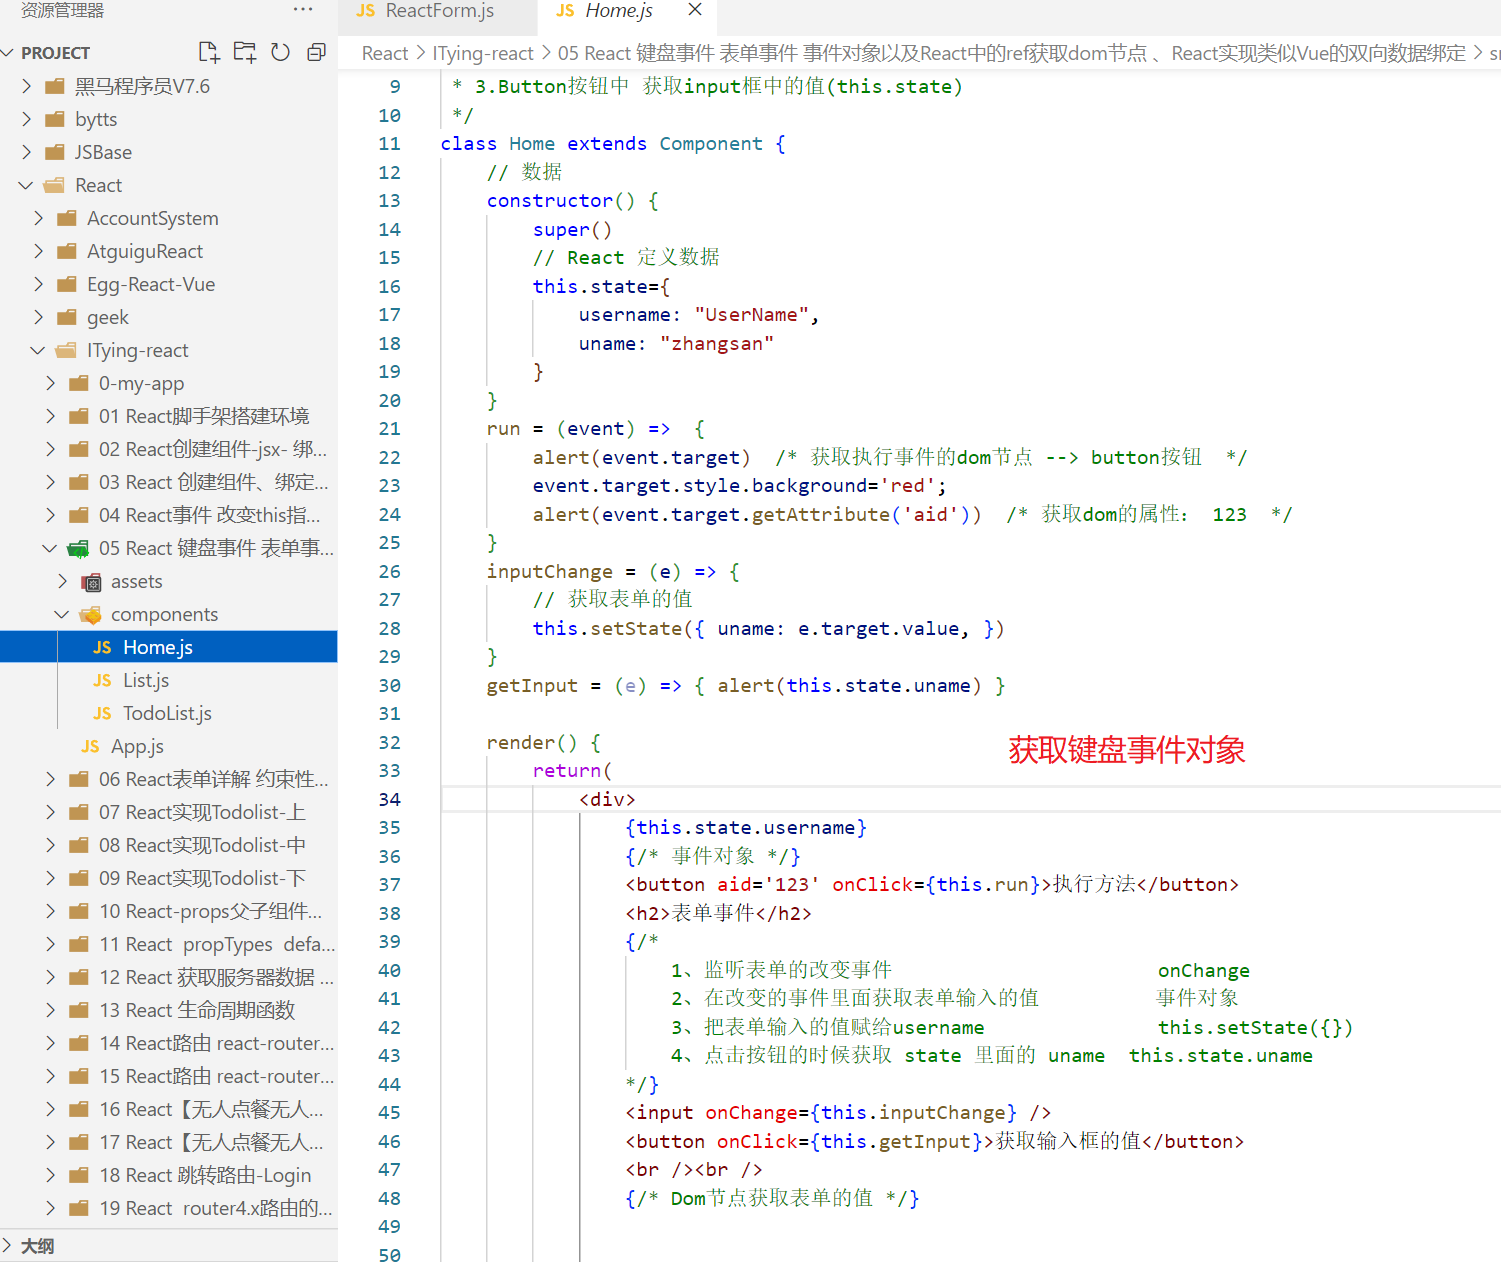 资源管理器
PROJECT
黑马程序员V7.6
bytts
JSBase
React
AccountSystem
AtguiguReact
Egg-React-Vue
geek
ITying-react
0-my-app
01 React脚手架搭建环境
02 React创建组件-jsx- 绑...
03 React 创建组件、绑定...
04 React事件 改变this指...
05 React 键盘事件 表单事...
assets
components
JS Home.js
JS List.js
JS TodoList.js
JS App.js
06 React表单详解 约束性...
07 React实现Todolist-上
08 React实现Todolist-中
09 React实现Todolist-下
10 React-props父子组件...
11 React  propTypes  defa...
12 React 获取服务器数据 ...
13 React 生命周期函数
14 React路由 react-router...
15 React路由 react-router...
16 React【无人点餐无人...
17 React【无人点餐无人...
18 React 跳转路由-Login
19 React  router4.x路由的...
大纲
JS ReactForm.js
JS Home.js
React > ITying-react > 05 React 键盘事件 表单事件 事件对象以及React中的ref获取dom节点 、React实现类似Vue的双向数据绑定 >
9 * 3.Button按钮中 获取input框中的值(this.state)
10 */
11 class Home extends Component {
12 // 数据
13 constructor() {
14 super()
15 // React 定义数据
16 this.state={
17 username: "UserName",
18 uname: "zhangsan"
19 }
20 }
21 run = (event) =>  {
22 alert(event.target)  /* 获取执行事件的dom节点 --> button按钮  */
23 event.target.style.background='red';
24 alert(event.target.getAttribute('aid'))  /* 获取dom的属性： 123  */
25 }
26 inputChange = (e) => {
27 // 获取表单的值
28 this.setState({ uname: e.target.value, })
29 }
30 getInput = (e) => { alert(this.state.uname) }
31
32 render() {
获取键盘事件对象
33 return(
34 <div>
35 {this.state.username}
36 {/* 事件对象 */}
37 <button aid='123' onClick={this.run}>执行方法</button>
38 <h2>表单事件</h2>
39 {/*
40 1、监听表单的改变事件 onChange
41 2、在改变的事件里面获取表单输入的值 事件对象
42 3、把表单输入的值赋给username this.setState({})
43 4、点击按钮的时候获取 state 里面的 uname  this.state.uname
44 */}
45 <input onChange={this.inputChange} />
46 <button onClick={this.getInput}>获取输入框的值</button>
47 <br /><br />
48 {/* Dom节点获取表单的值 */}
49
50